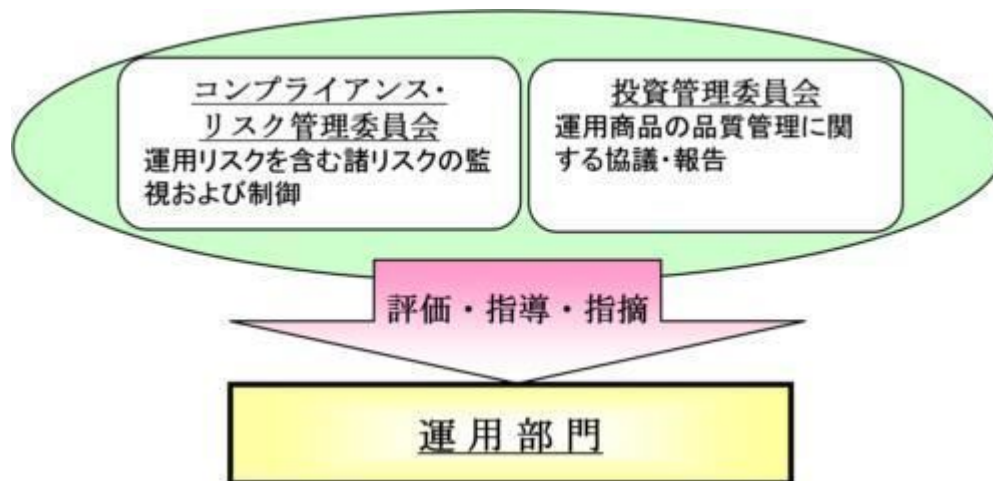 コンプライアンス・
リスク管理委員会
運用リスクを含む諸リスクの監
視および制御
投資管理委員会
運用商品の品質管理に関
する協議・報告
評価・指導・指摘
運用部門